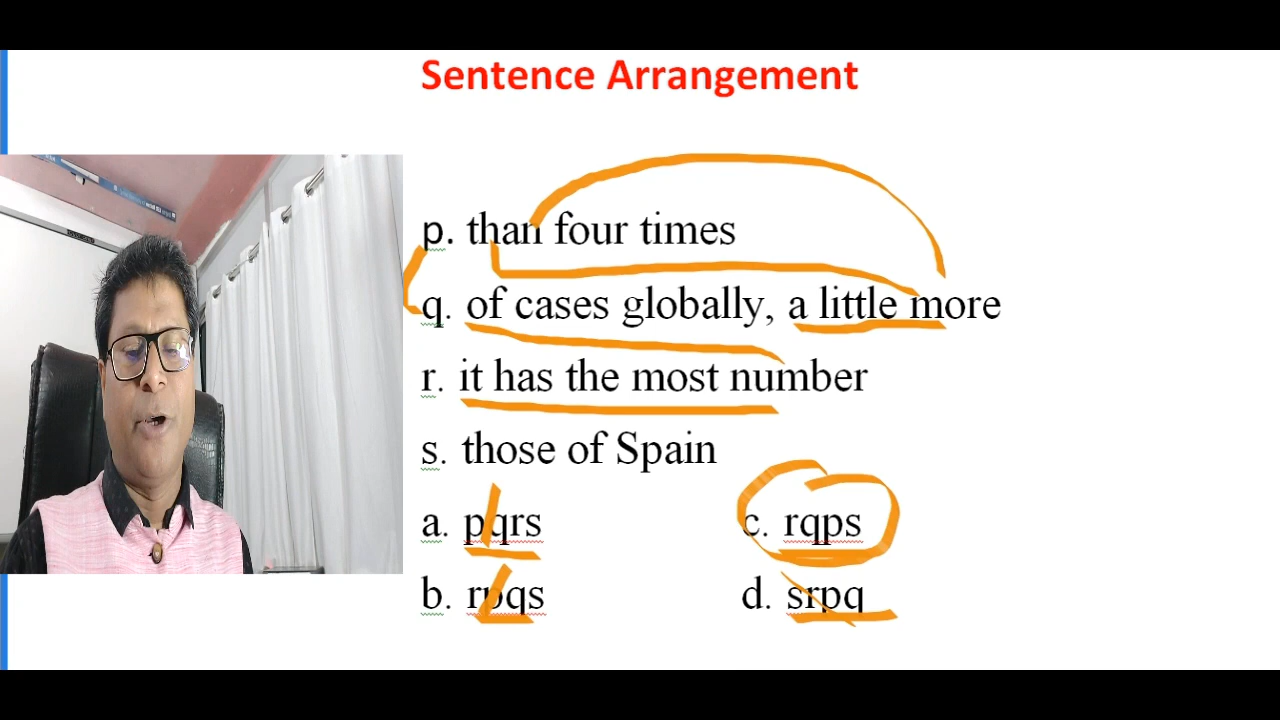 Sentence Arrangement
p. than four times
q. of cases globally, a little more
r. it has the most number
s. those of Spain
a. pqrs c. rqps
b. rpqs d. srpq